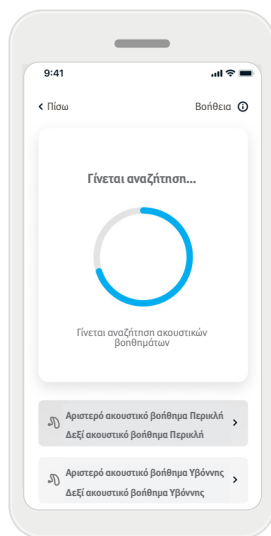 9:41
Πίσω
Βοήθεια
Γίνεται αναζήτηση...
Γίνεται αναζήτηση ακουστικών
βοηθημάτων
Αριστερό ακουστικό βοήθημα Περικλή
Δεξί ακουστικό βοήθημα Περικλή
Αριστερό ακουστικό βοήθημα Υβόννης
Δεξί ακουστικό βοήθημα Υβόννης